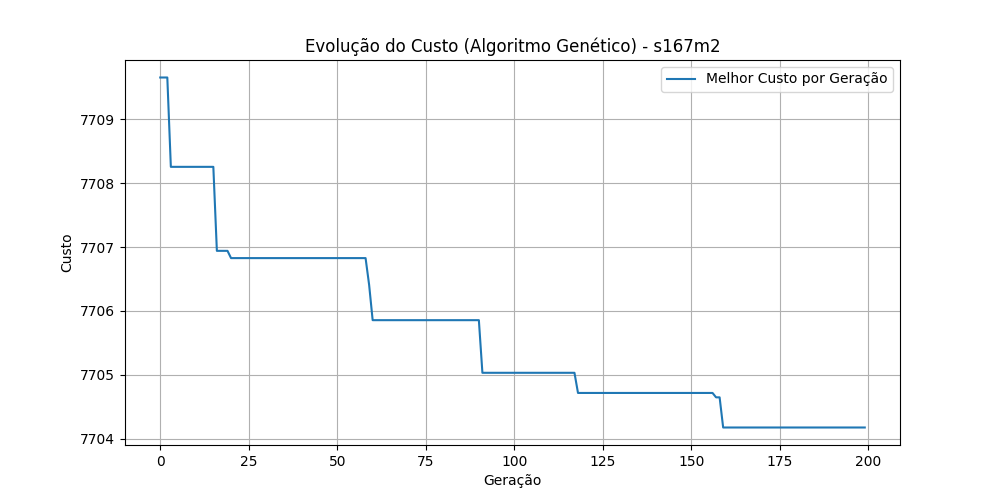 Evolução do Custo (Algoritmo Genético) - s167m2
Melhor Custo por Geração
7709
7708
7707
7706
7705
7704
Custo
0 25 50 75 100 125 150 175 200
Geração